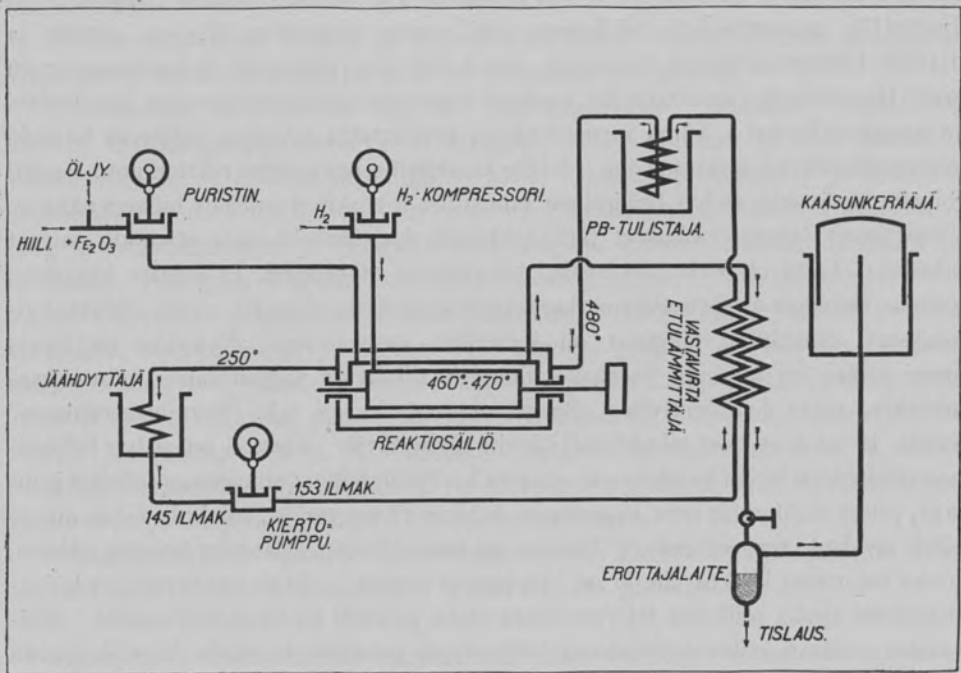 ÖLJY.
PURISTIN.
HIILI.
Fe₂O₃
H₂
H₂-KOMPRESSORI.
PB-TULISTAJA.
KAASUNKERÄÄJÄ.
250°
JÄÄHDYTTÄJÄ
460°-470°
480°
VASTAVIRTA
ETULÄMMITTÄJÄ.
REAKTIOSÄILIÖ.
153 ILMAK.
145 ILMAK.
KIERTO-
PUMPPU.
EROTTAJALAITE.
TISLAUS.